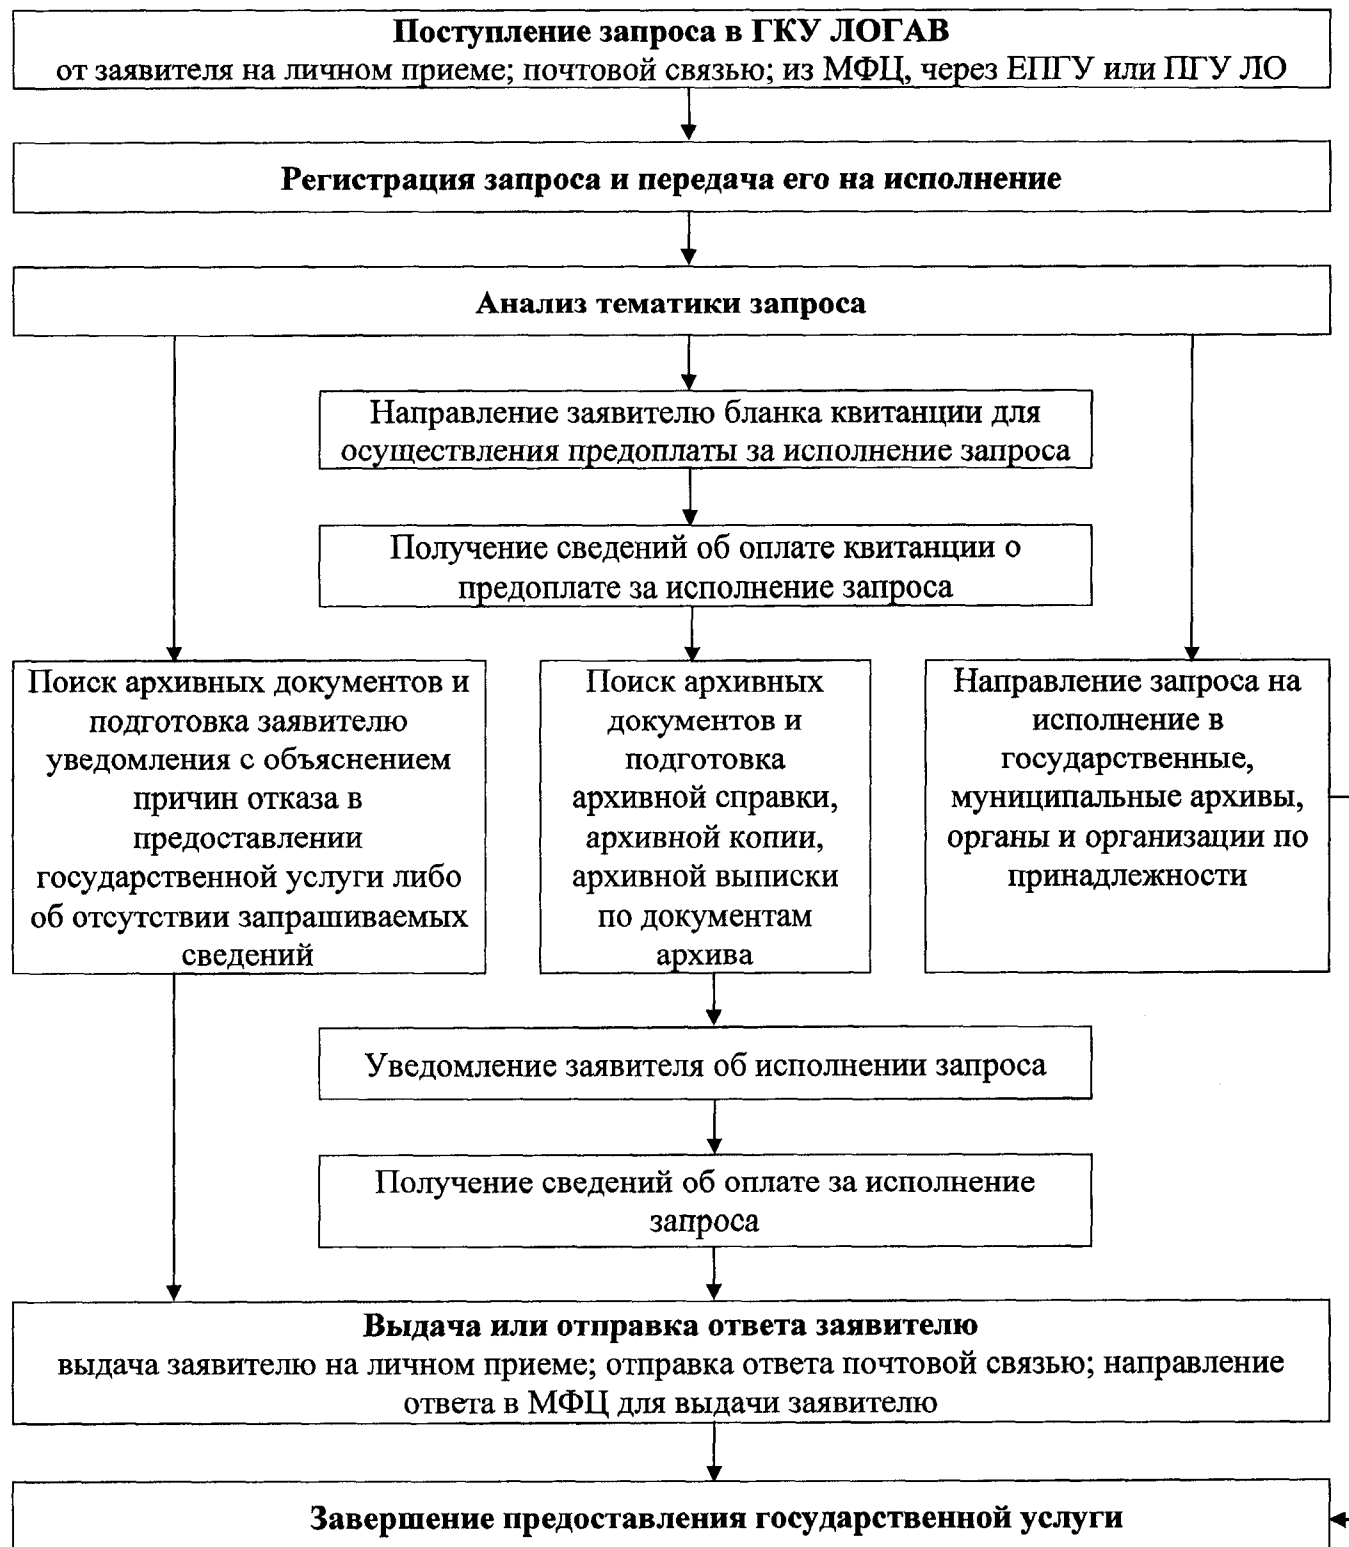 Поступление запроса в ГКУ ЛОГАВ
от заявителя на личном приеме; почтовой связью; из МФЦ, через ЕПГУ или ПГУ ЛО
Регистрация запроса и передача его на исполнение
Анализ тематики запроса
Направление заявителю бланка квитанции для
осуществления предоплаты за исполнение запроса
Получение сведений об оплате квитанции о
предоплате за исполнение запроса
Поиск архивных документов и
подготовка заявителю
уведомления с объяснением
причин отказа в
предоставлении
государственной услуги либо
об отсутствии запрашиваемых
сведений
Поиск архивных
документов и
подготовка
архивной справки,
архивной копии,
архивной выписки
по документам
архива
Направление запроса на
исполнение в
государственные,
муниципальные архивы,
органы и организации по
принадлежности
Уведомление заявителя об исполнении запроса
Получение сведений об оплате за исполнение
запроса
Выдача или отправка ответа заявителю
выдача заявителю на личном приеме; отправка ответа почтовой связью; направление
ответа в МФЦ для выдачи заявителю
Завершение предоставления государственной услуги